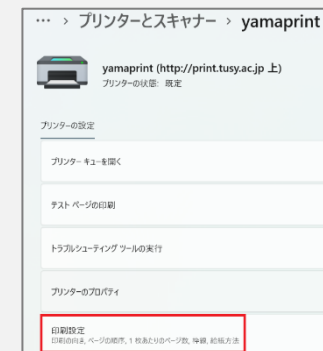 … > プリンターとスキャナー > yamaprint
yamaprint (http://print.tusy.ac.jp 上)
プリンターの状態: 既定
プリンターの設定
プリンター キューを開く
テスト ページの印刷
トラブルシューティング ツールの実行
プリンターのプロパティ
印刷設定
印刷の向き, ページの順序, 1 枚あたりのページ数, 枠線, 給紙方法